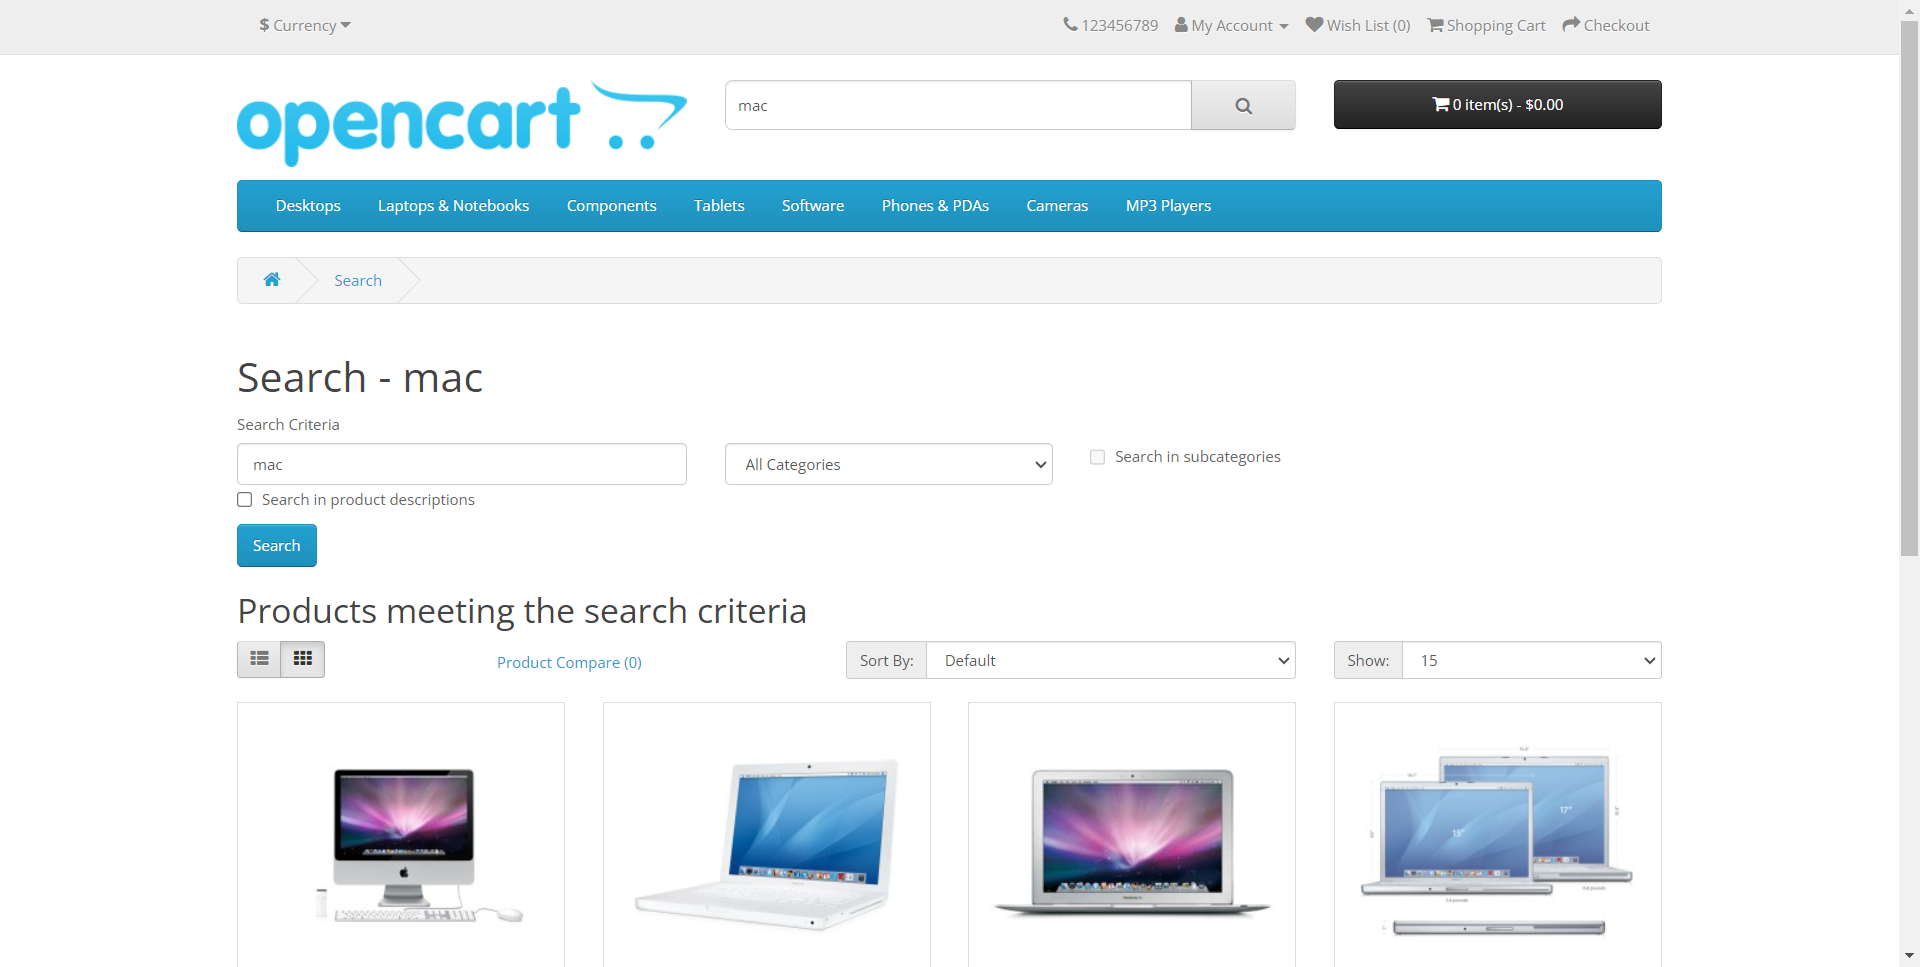 $ Currency
123456789 My Account Wish List (0) Shopping Cart Checkout
opencart
mac
0 item(s) - $0.00
Desktops Laptops & Notebooks Components Tablets Software Phones & PDAs Cameras MP3 Players
Search
Search - mac
Search Criteria
mac
All Categories
Search in subcategories
Search in product descriptions
Search
Products meeting the search criteria
Product Compare (0)
Sort By: Default
Show: 15
15"
17"